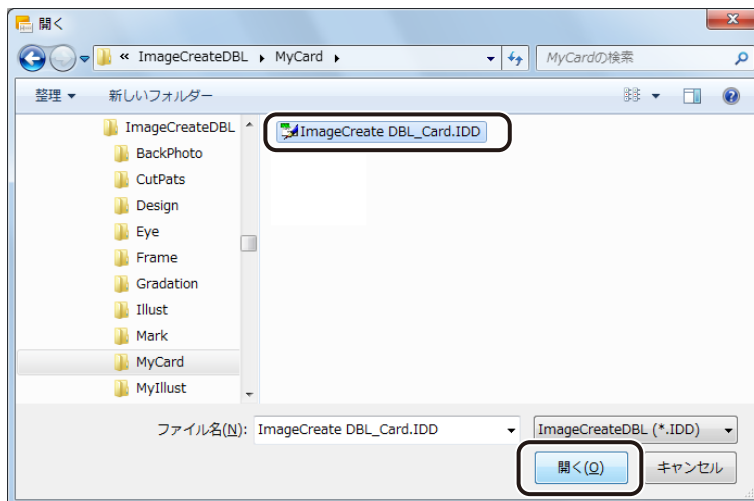 開く
« ImageCreateDBL ▸ MyCard ▸
MyCardの検索
整理 ▼ 新しいフォルダー
ImageCreateDBL
BackPhoto
CutPats
Design
Eye
Frame
Gradation
Illust
Mark
MyCard
MyIllust
ImageCreate DBL_Card.IDD
ファイル名(N): ImageCreate DBL_Card.IDD
ImageCreateDBL (*.IDD)
開く(O) キャンセル